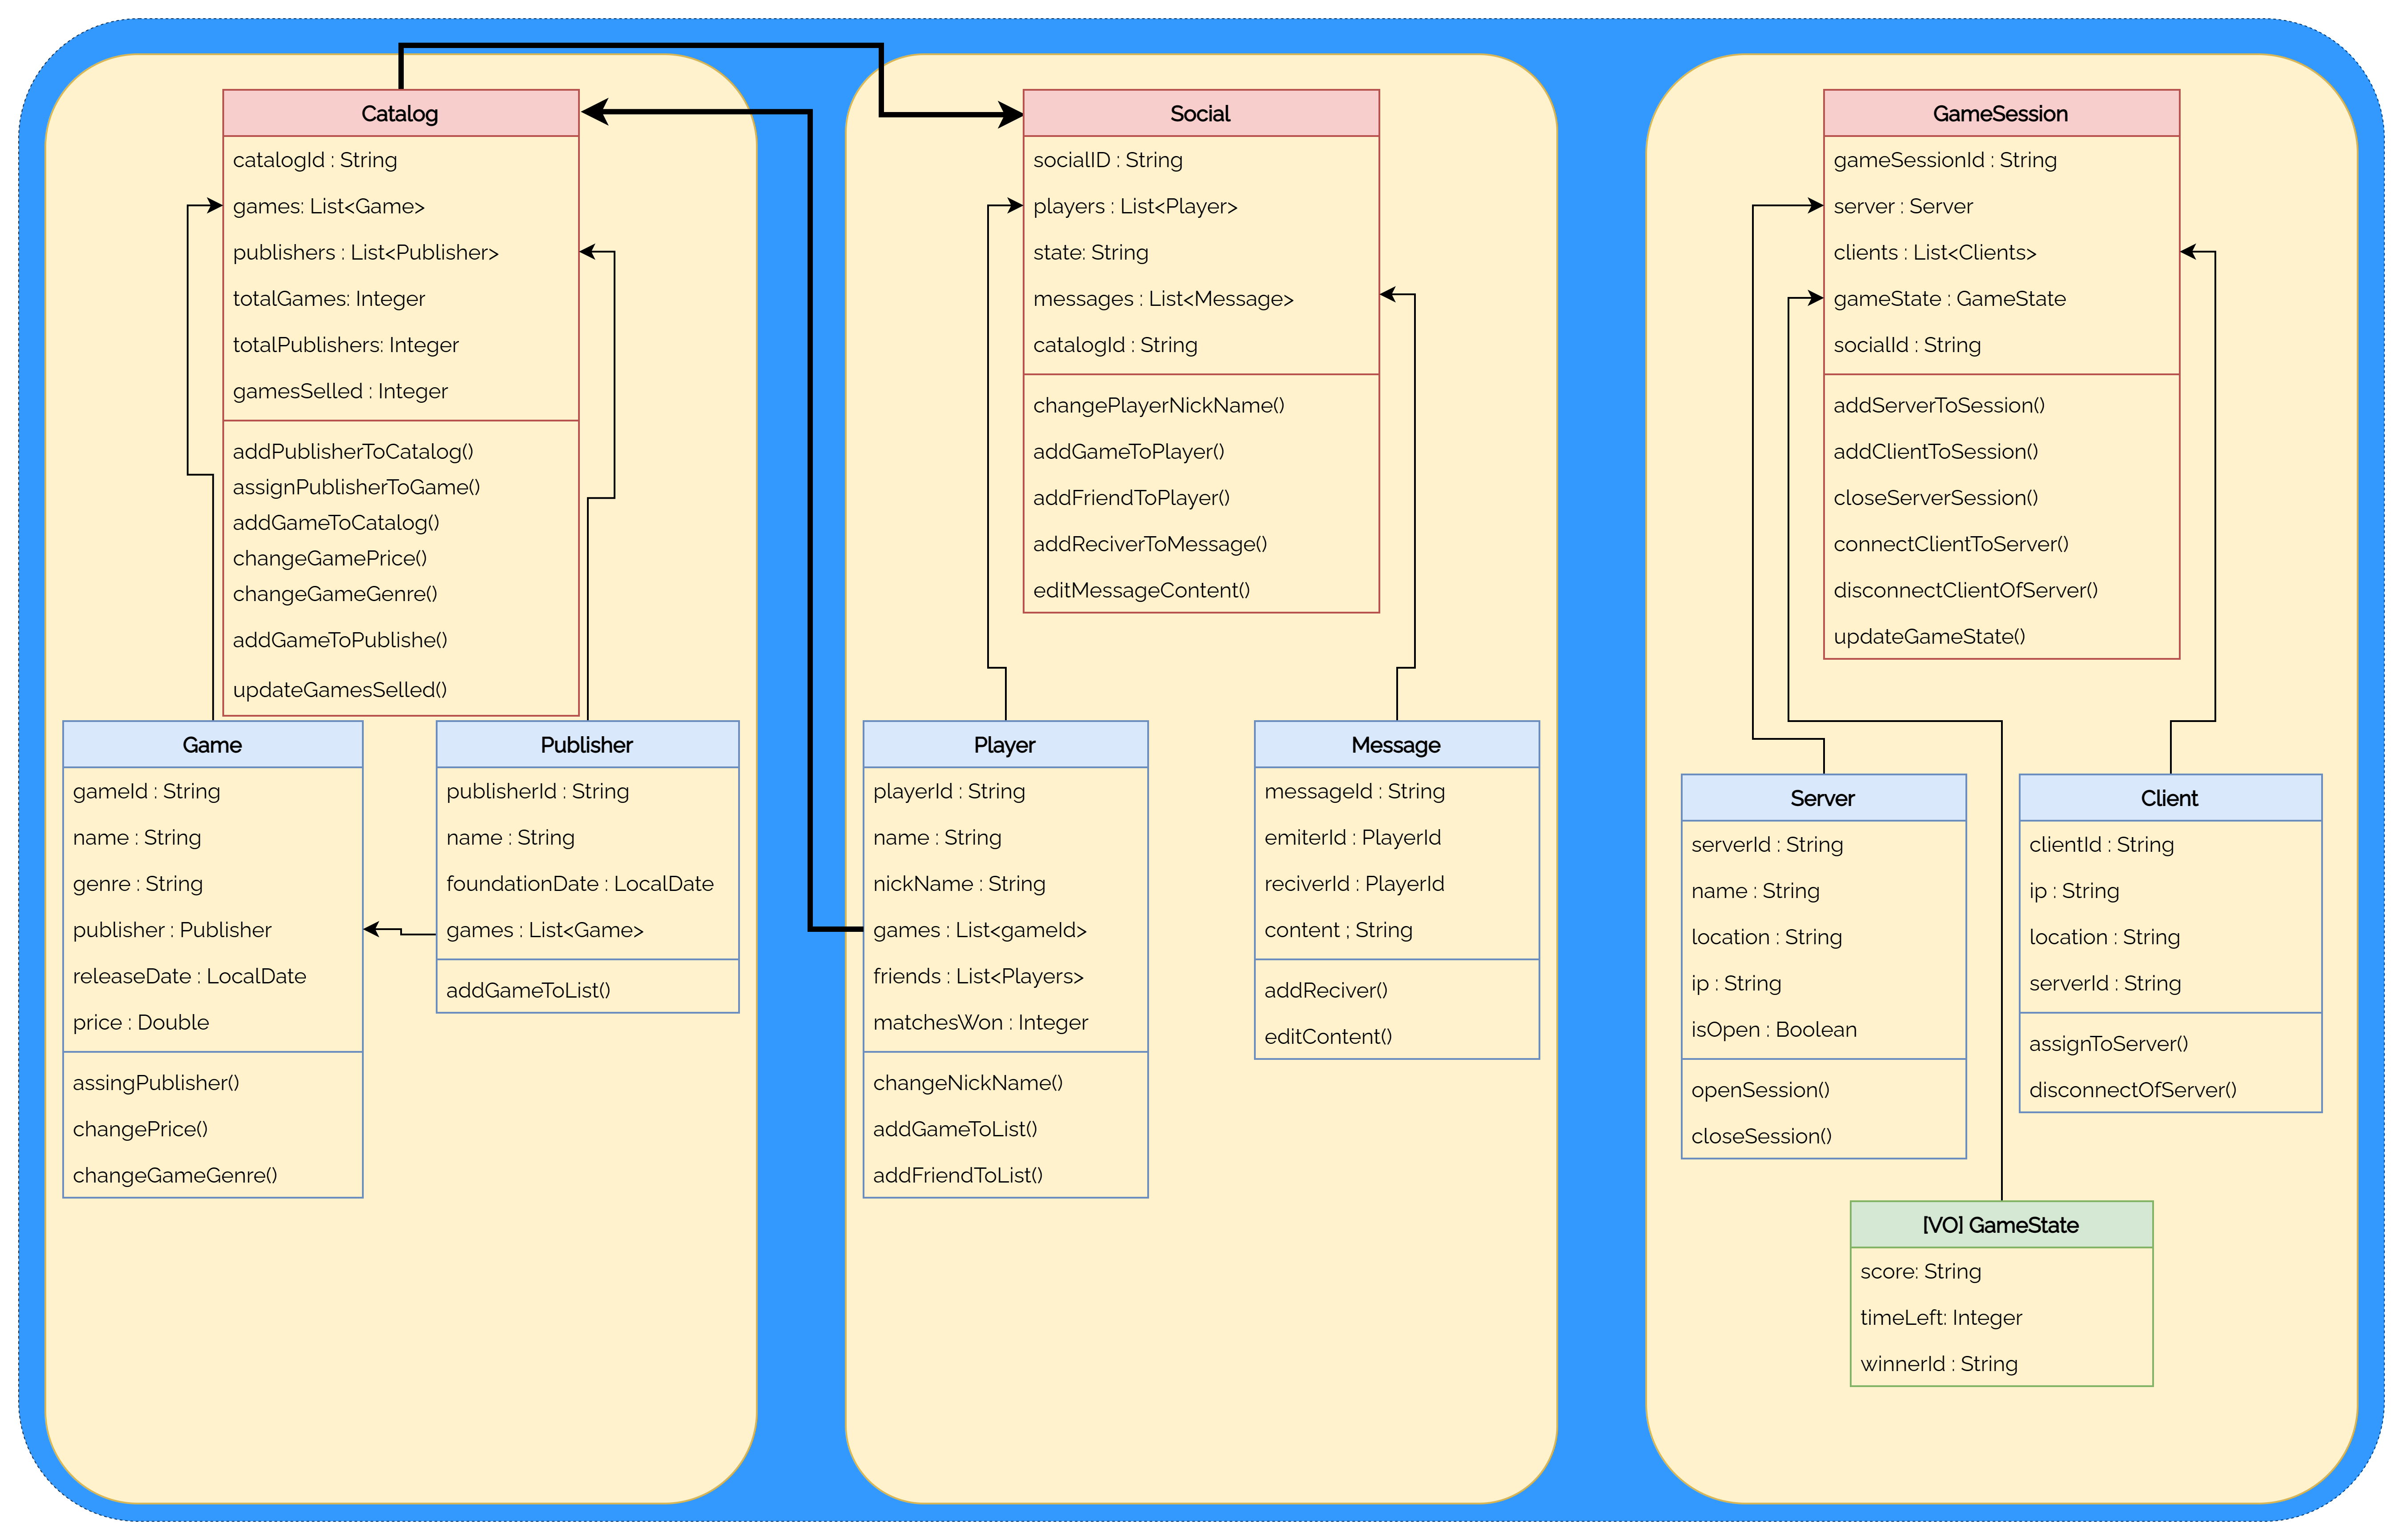 Catalog
catalogId : String
games: List<Game>
publishers : List<Publisher>
totalGames: Integer
totalPublishers: Integer
gamesSelled : Integer
addPublisherToCatalog()
assignPublisherToGame()
addGameToCatalog()
changeGamePrice()
changeGameGenre()
addGameToPublishe()
updateGamesSelled()
Game
gameId : String
name : String
genre : String
publisher : Publisher
releaseDate : LocalDate
price : Double
assingPublisher()
changePrice()
changeGameGenre()
Publisher
publisherId : String
name : String
foundationDate : LocalDate
games : List<Game>
addGameToList()
Social
socialID : String
players : List<Player>
state: String
messages : List<Message>
catalogId : String
changePlayerNickName()
addGameToPlayer()
addFriendToPlayer()
addReciverToMessage()
editMessageContent()
Player
playerId : String
name : String
nickName : String
games : List<gameId>
friends : List<Players>
matchesWon : Integer
changeNickName()
addGameToList()
addFriendToList()
Message
messageId : String
emiterId : PlayerId
reciverId : PlayerId
content ; String
addReciver()
editContent()
GameSession
gameSessionId : String
server : Server
clients : List<Clients>
gameState : GameState
socialId : String
addServerToSession()
addClientToSession()
closeServerSession()
connectClientToServer()
disconnectClientOfServer()
updateGameState()
Server
serverId : String
name : String
location : String
ip : String
isOpen : Boolean
openSession()
closeSession()
Client
clientId : String
ip : String
location : String
serverId : String
assignToServer()
disconnectOfServer()
[VO] GameState
score: String
timeLeft: Integer
winnerId : String